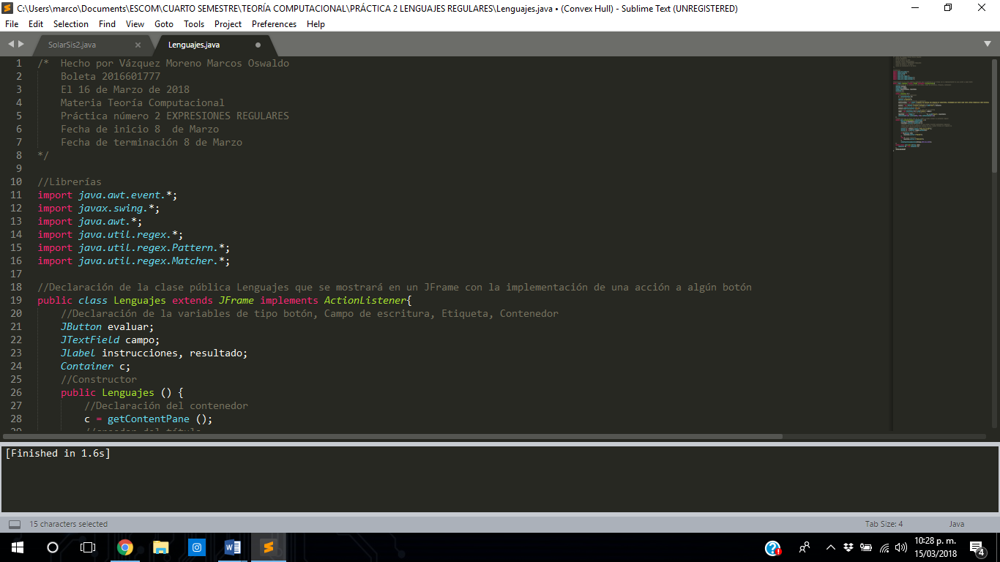 C:\Users\marco\Documents\ESCOM\CUARTO SEMESTRE\TEORÍA COMPUTACIONAL\PRÁCTICA 2 LENGUAJES REGULARES\Lenguajes.java • (Convex Hull) - Sublime Text (UNREGISTERED)
File Edit Selection Find View Goto Tools Project Preferences Help
SolarSis2.java × Lenguajes.java
1 /*  Hecho por Vázquez Moreno Marcos Oswaldo
2     Boleta 2016601777
3     El 16 de Marzo de 2018
4     Materia Teoría Computacional
5     Práctica número 2 EXPRESIONES REGULARES
6     Fecha de inicio 8  de Marzo
7     Fecha de terminación 8 de Marzo
8 */
9
10 //Librerías
11 import java.awt.event.*;
12 import javax.swing.*;
13 import java.awt.*;
14 import java.util.regex.*;
15 import java.util.regex.Pattern.*;
16 import java.util.regex.Matcher.*;
17
18 //Declaración de la clase pública Lenguajes que se mostrará en un JFrame con la implementación de una acción a algún botón
19 public class Lenguajes extends JFrame implements ActionListener{
20     //Declaración de la variables de tipo botón, Campo de escritura, Etiqueta, Contenedor
21     JButton evaluar;
22     JTextField campo;
23     JLabel instrucciones, resultado;
24     Container c;
25     //Constructor
26     public Lenguajes () {
27         //Declaración del contenedor
28         c = getContentPane ();
[Finished in 1.6s]
15 characters selected Tab Size: 4 Java
10:28 p. m.
15/03/2018
4